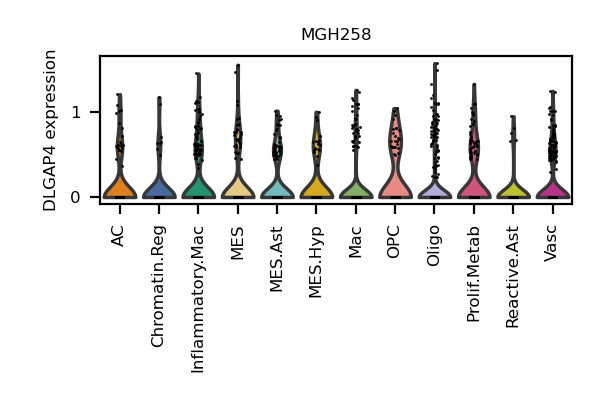 MGH258
DLGAP4 expression
1
0
AC
Chromatin.Reg
Inflammatory.Mac
MES
MES.Ast
MES.Hyp
Mac
OPC
Oligo
Prolif.Metab
Reactive.Ast
Vasc